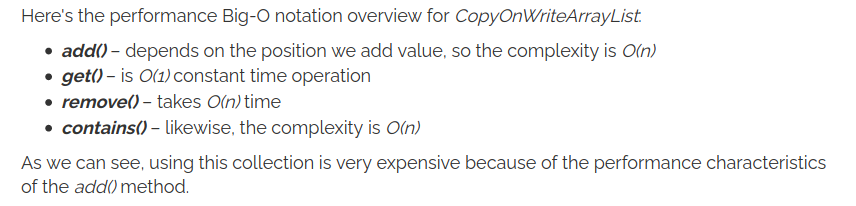 Here's the performance Big-O notation overview for CopyOnWriteArrayList:
• add() – depends on the position we add value, so the complexity is O(n)
• get() – is O(1) constant time operation
• remove() – takes O(n) time
• contains() – likewise, the complexity is O(n)
As we can see, using this collection is very expensive because of the performance characteristics
of the add() method.